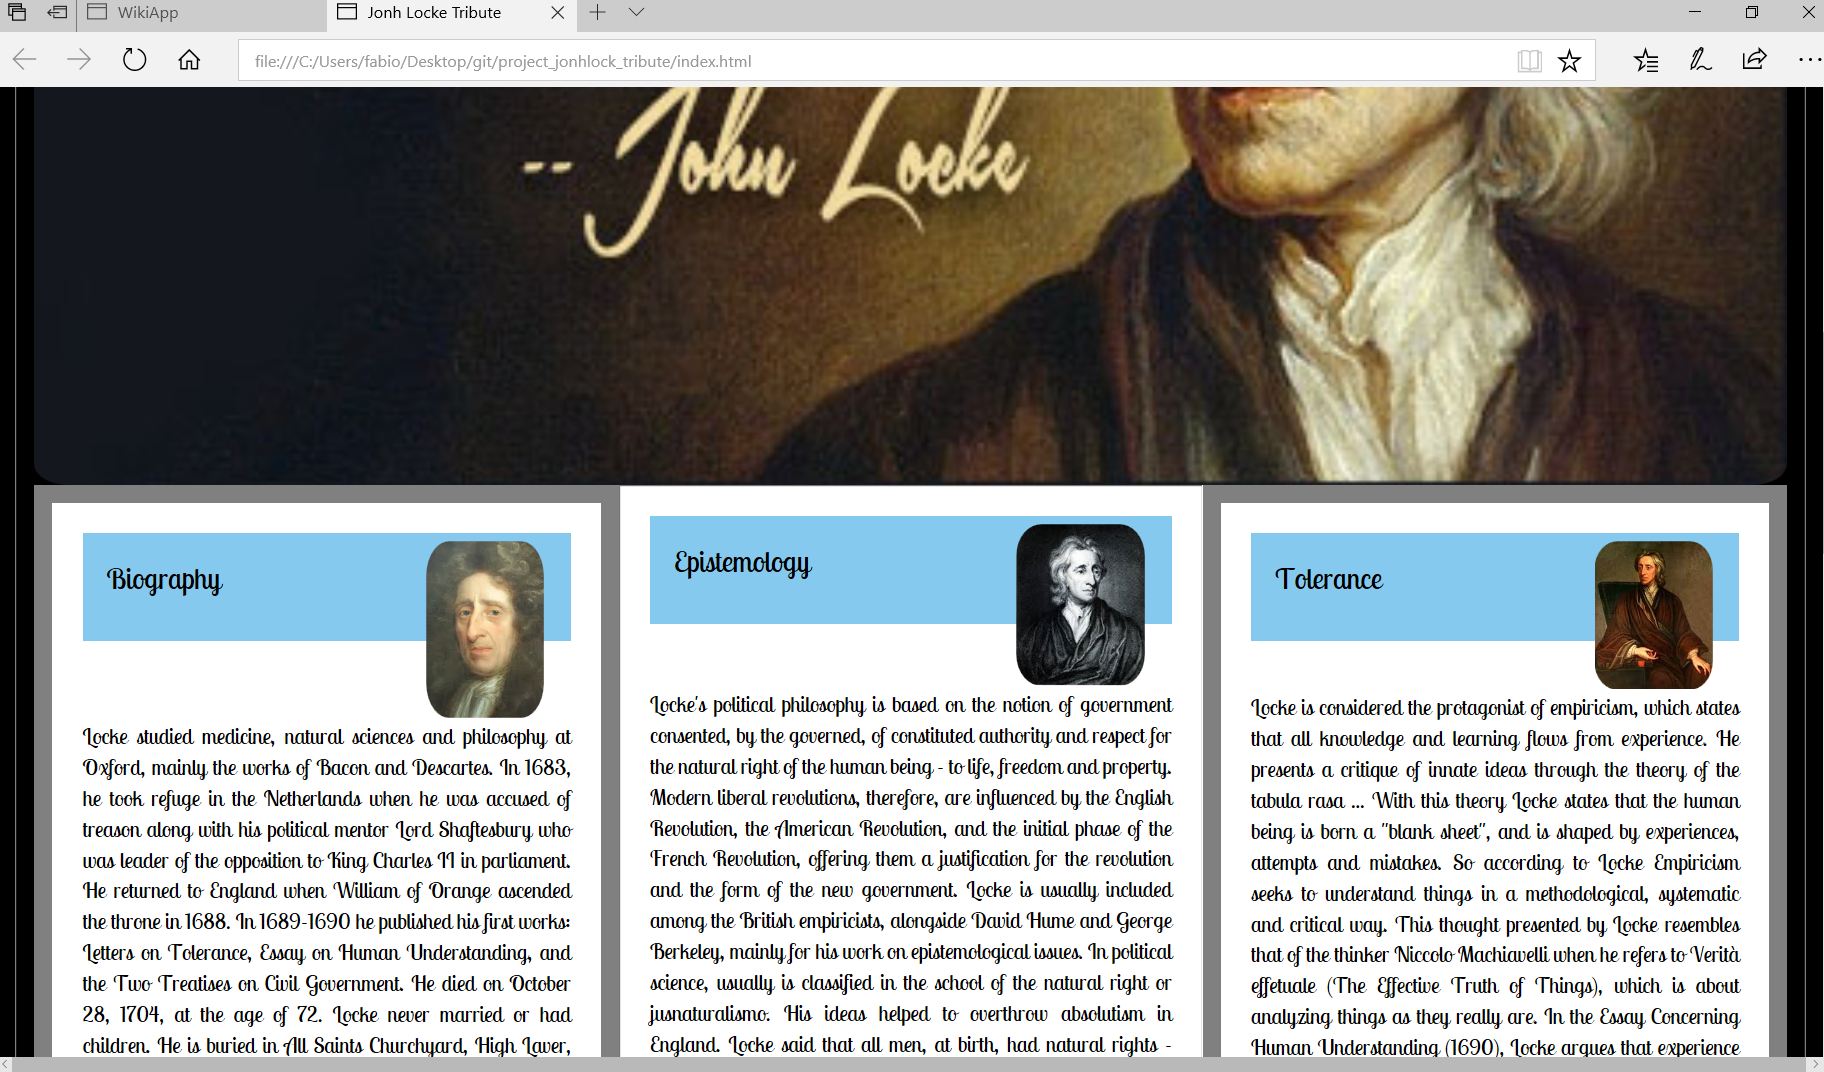 WikiApp
Jonh Locke Tribute
file:///C:/Users/fabio/Desktop/git/project_jonhlock_tribute/index.html
-- John Locke
Biography
Locke studied medicine, natural sciences and philosophy at
Oxford, mainly the works of Bacon and Descartes. In 1683,
he took refuge in the Netherlands when he was accused of
treason along with his political mentor Lord Shaftesbury who
was leader of the opposition to King Charles II in parliament.
He returned to England when William of Orange ascended
the throne in 1688. In 1689-1690 he published his first works:
Letters on Tolerance, Essay on Human Understanding, and
the Two Treatises on Civil Government. He died on October
28, 1704, at the age of 72. Locke never married or had
children. He is buried in All Saints Churchyard, High Laver,
Epistemology
Locke's political philosophy is based on the notion of government
consented, by the governed, of constituted authority and respect for
the natural right of the human being - to life, freedom and property.
Modern liberal revolutions, therefore, are influenced by the English
Revolution, the American Revolution, and the initial phase of the
French Revolution, offering them a justification for the revolution
and the form of the new government. Locke is usually included
among the British empiricists, alongside David Hume and George
Berkeley, mainly for his work on epistemological issues. In political
science, usually is classified in the school of the natural right or
jusnaturalismo. His ideas helped to overthrow absolutism in
England. Locke said that all men, at birth, had natural rights -
Tolerance
Locke is considered the protagonist of empiricism, which states
that all knowledge and learning flows from experience. He
presents a critique of innate ideas through the theory of the
tabula rasa ... With this theory Locke states that the human
being is born a "blank sheet", and is shaped by experiences,
attempts and mistakes. So according to Locke Empiricism
seeks to understand things in a methodological, systematic
and critical way. This thought presented by Locke resembles
that of the thinker Niccolo Machiavelli when he refers to Verità
effetuale (The Effective Truth of Things), which is about
analyzing things as they really are. In the Essay Concerning
Human Understanding (1690), Locke argues that experience